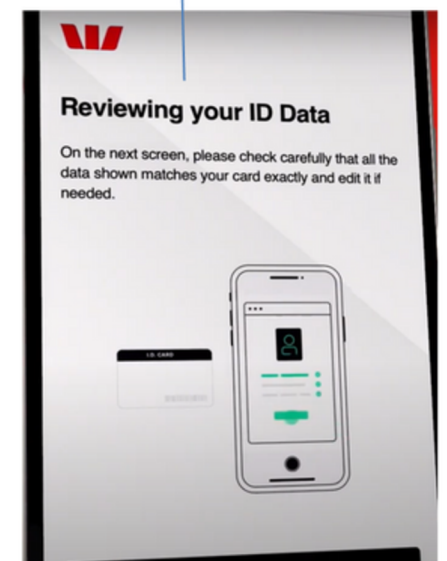 Reviewing your ID Data
On the next screen, please check carefully that all the
data shown matches your card exactly and edit it if
needed.
I.D. CARD